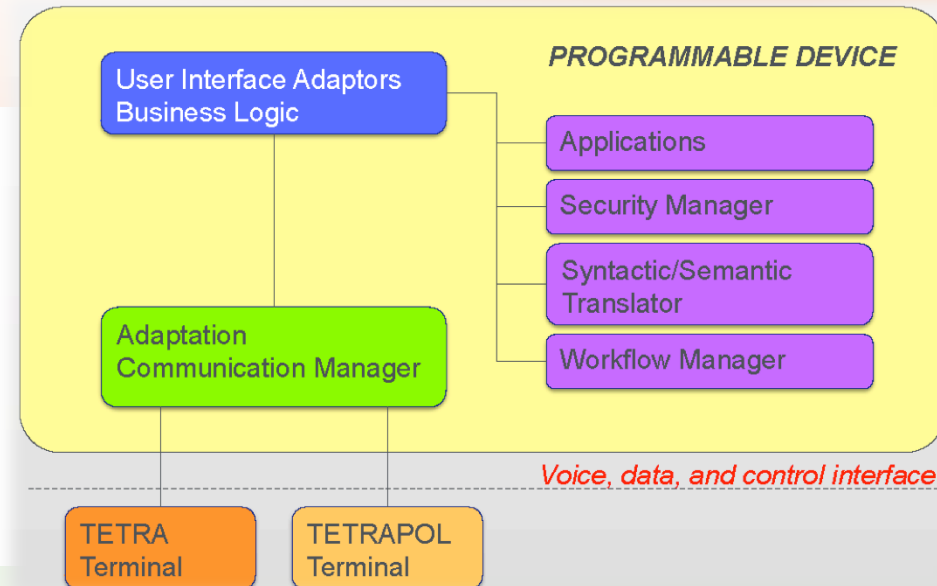 PROGRAMMABLE DEVICE
User Interface Adaptors
Business Logic
Applications
Security Manager
Syntactic/Semantic
Translator
Adaptation
Communication Manager
Workflow Manager
Voice, data, and control interface
TETRA
Terminal
TETRAPOL
Terminal